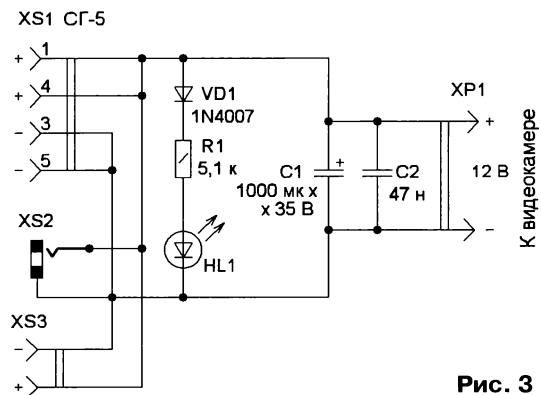 XS1 СГ-5
+ 1
+ 4
− 3
− 5
VD1
1N4007
R1
5,1 к
C1
1000 мк х
х 35 В
+
C2
47 н
XP1
+
12 В
−
К видеокамере
XS2
HL1
XS3
−
+
Рис. 3